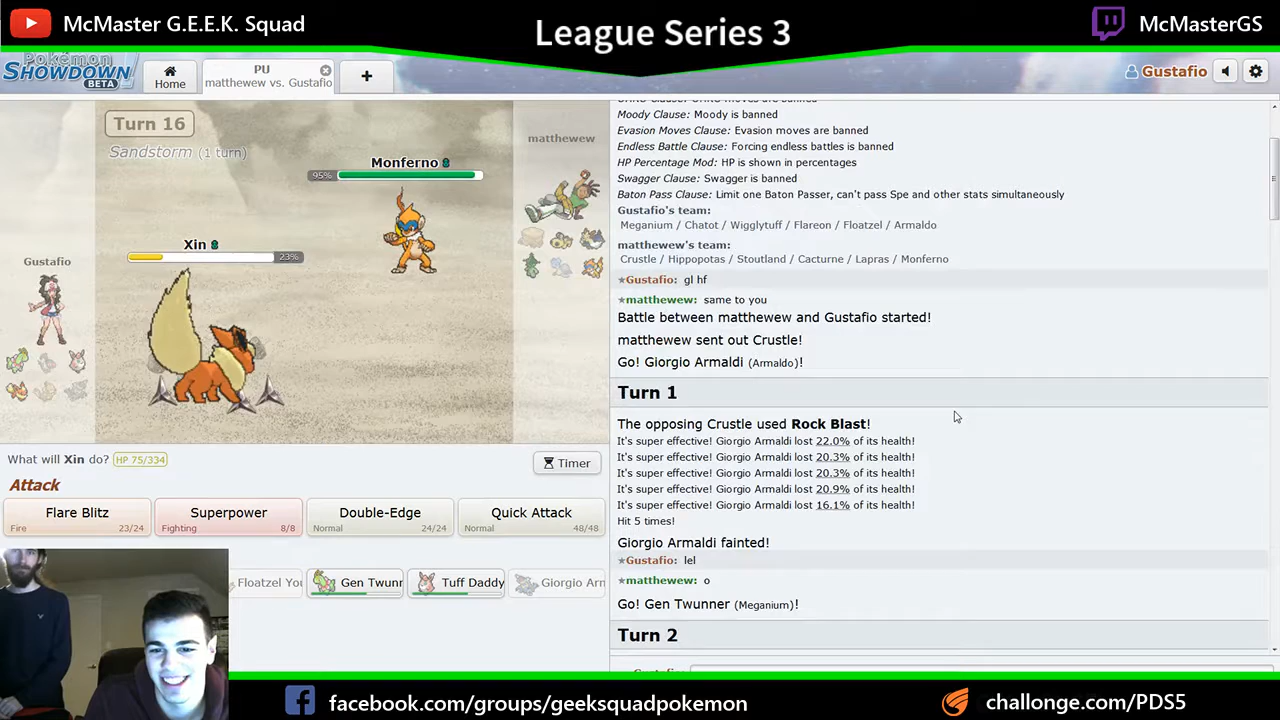 McMaster G.E.E.K. Squad
League Series 3
McMasterGS
Pokémon
SHOWDOWN
BETA
Home
PU
matthewew vs. Gustafio
+
Gustafio
Turn 16
Sandstorm (1 turn)
matthewew
Monferno
95%
Xin
23%
Gustafio
What will Xin do? HP 75/334
Timer
Attack
Flare Blitz
Fire 23/24
Superpower
Fighting 8/8
Double-Edge
Normal 24/24
Quick Attack
Normal 48/48
Floatzel You
Gen Twunn
Tuff Daddy
Giorgio Arm
Moody Clause: Moody is banned
Evasion Moves Clause: Evasion moves are banned
Endless Battle Clause: Forcing endless battles is banned
HP Percentage Mod: HP is shown in percentages
Swagger Clause: Swagger is banned
Baton Pass Clause: Limit one Baton Passer, can't pass Spe and other stats simultaneously
Gustafio's team:
Meganium / Chatot / Wigglytuff / Flareon / Floatzel / Armaldo
matthewew's team:
Crustle / Hippopotas / Stoutland / Cacturne / Lapras / Monferno
★Gustafio: gl hf
★matthewew: same to you
Battle between matthewew and Gustafio started!
matthewew sent out Crustle!
Go! Giorgio Armaldi (Armaldo)!
Turn 1
The opposing Crustle used Rock Blast!
It's super effective! Giorgio Armaldi lost 22.0% of its health!
It's super effective! Giorgio Armaldi lost 20.3% of its health!
It's super effective! Giorgio Armaldi lost 20.3% of its health!
It's super effective! Giorgio Armaldi lost 20.9% of its health!
It's super effective! Giorgio Armaldi lost 16.1% of its health!
Hit 5 times!
Giorgio Armaldi fainted!
★Gustafio: lel
★matthewew: o
Go! Gen Twunner (Meganium)!
Turn 2
facebook.com/groups/geeksquadpokemon
challonge.com/PDS5